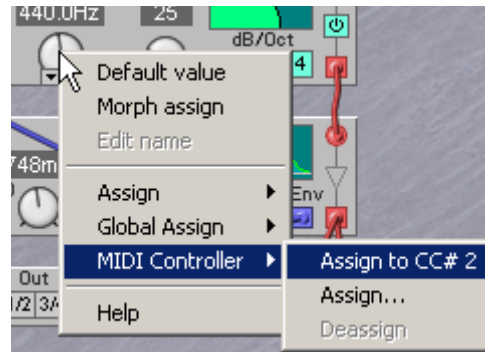 440.0Hz 25
dB/Oct
4
Default value
Morph assign
Edit name
748m
Assign
Env
Global Assign
MIDI Controller
Assign to CC# 2
Out
Assign...
1/2 3/4
Help
Deassign